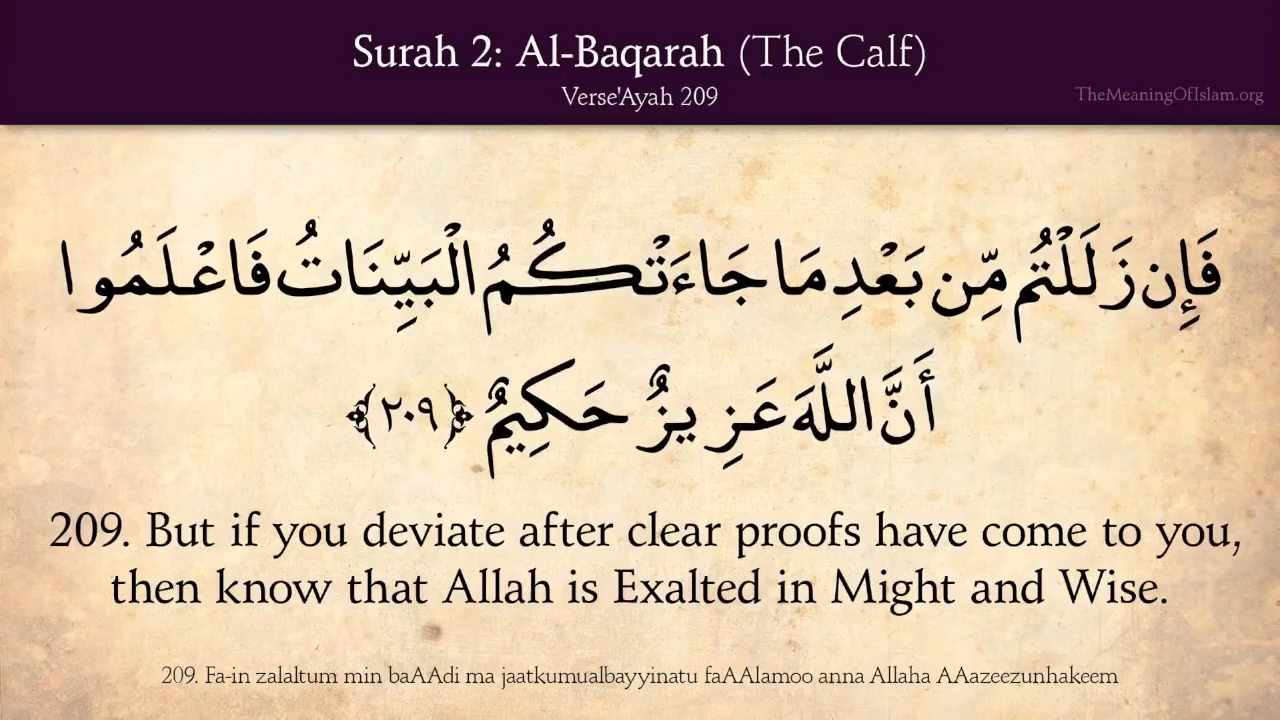 Surah 2: Al-Baqarah (The Calf)
Verse'Ayah 209
TheMeaningOfIslam.org
فَإِن زَلَلْتُم مِّن بَعْدِ مَا جَاءَتْكُمُ الْبَيِّنَاتُ فَاعْلَمُوا
أَنَّ اللَّهَ عَزِيزٌ حَكِيمٌ ﴿٢٠٩﴾
209. But if you deviate after clear proofs have come to you,
then know that Allah is Exalted in Might and Wise.
209. Fa-in zalaltum min baAAdi ma jaatkumualbayyinatu faAAlamoo anna Allaha AAazeezunhakeem